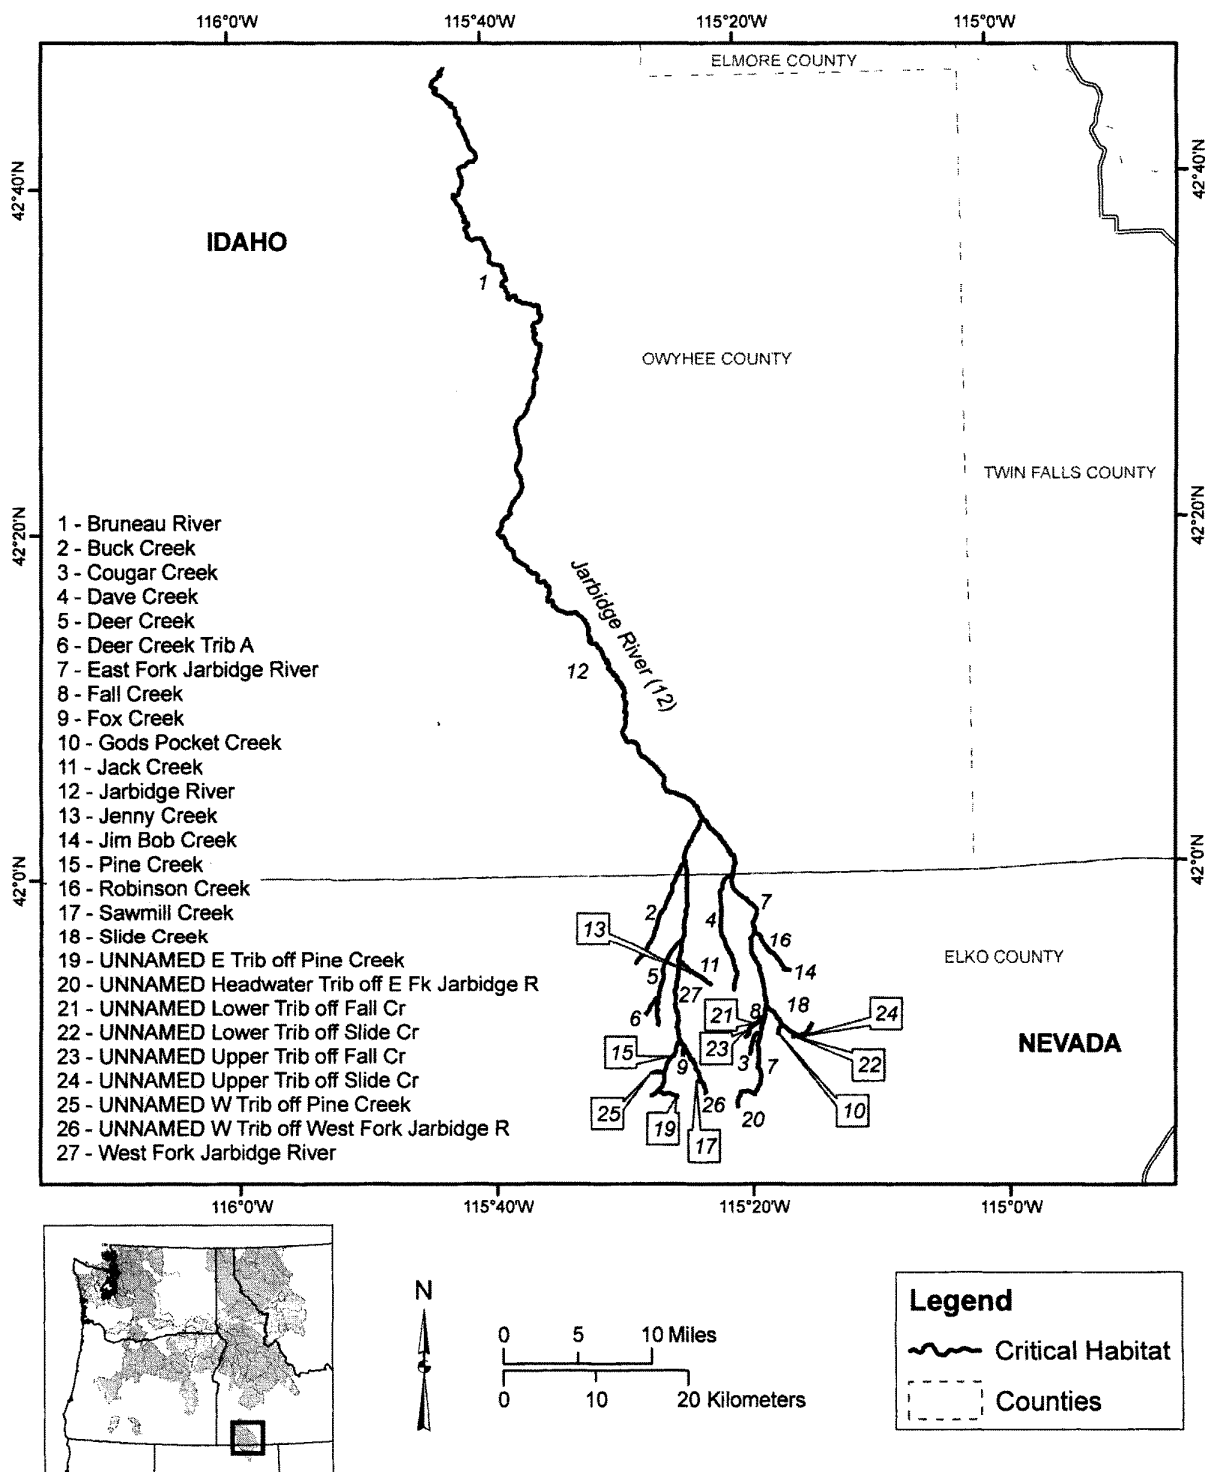 116°0'W 115°40'W 115°20'W 115°0'W
ELMORE COUNTY
42°40'N 42°40'N
IDAHO
1
OWYHEE COUNTY
TWIN FALLS COUNTY
42°20'N 42°20'N
Jarbidge River (12)
12
1 - Bruneau River
2 - Buck Creek
3 - Cougar Creek
4 - Dave Creek
5 - Deer Creek
6 - Deer Creek Trib A
7 - East Fork Jarbidge River
8 - Fall Creek
9 - Fox Creek
10 - Gods Pocket Creek
11 - Jack Creek
12 - Jarbidge River
13 - Jenny Creek
14 - Jim Bob Creek
15 - Pine Creek
16 - Robinson Creek
17 - Sawmill Creek
18 - Slide Creek
19 - UNNAMED E Trib off Pine Creek
20 - UNNAMED Headwater Trib off E Fk Jarbidge R
21 - UNNAMED Lower Trib off Fall Cr
22 - UNNAMED Lower Trib off Slide Cr
23 - UNNAMED Upper Trib off Fall Cr
24 - UNNAMED Upper Trib off Slide Cr
25 - UNNAMED W Trib off Pine Creek
26 - UNNAMED W Trib off West Fork Jarbidge R
27 - West Fork Jarbidge River
42°0'N 42°0'N
2 4 7
13 16
11 14
5 27
6 21 8 18 24
15 23 3 7 22
9
25 26 20 10
19 17
ELKO COUNTY
NEVADA
116°0'W 115°40'W 115°20'W 115°0'W
N
0 5 10 Miles
0 10 20 Kilometers
Legend
Critical Habitat
Counties